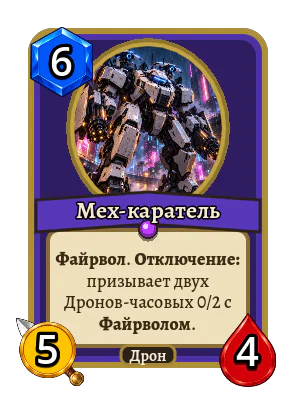 6
Мех-каратель
Файрвол. Отключение:
призывает двух
Дронов-часовых 0/2 с
Файрволом.
5
Дрон
4